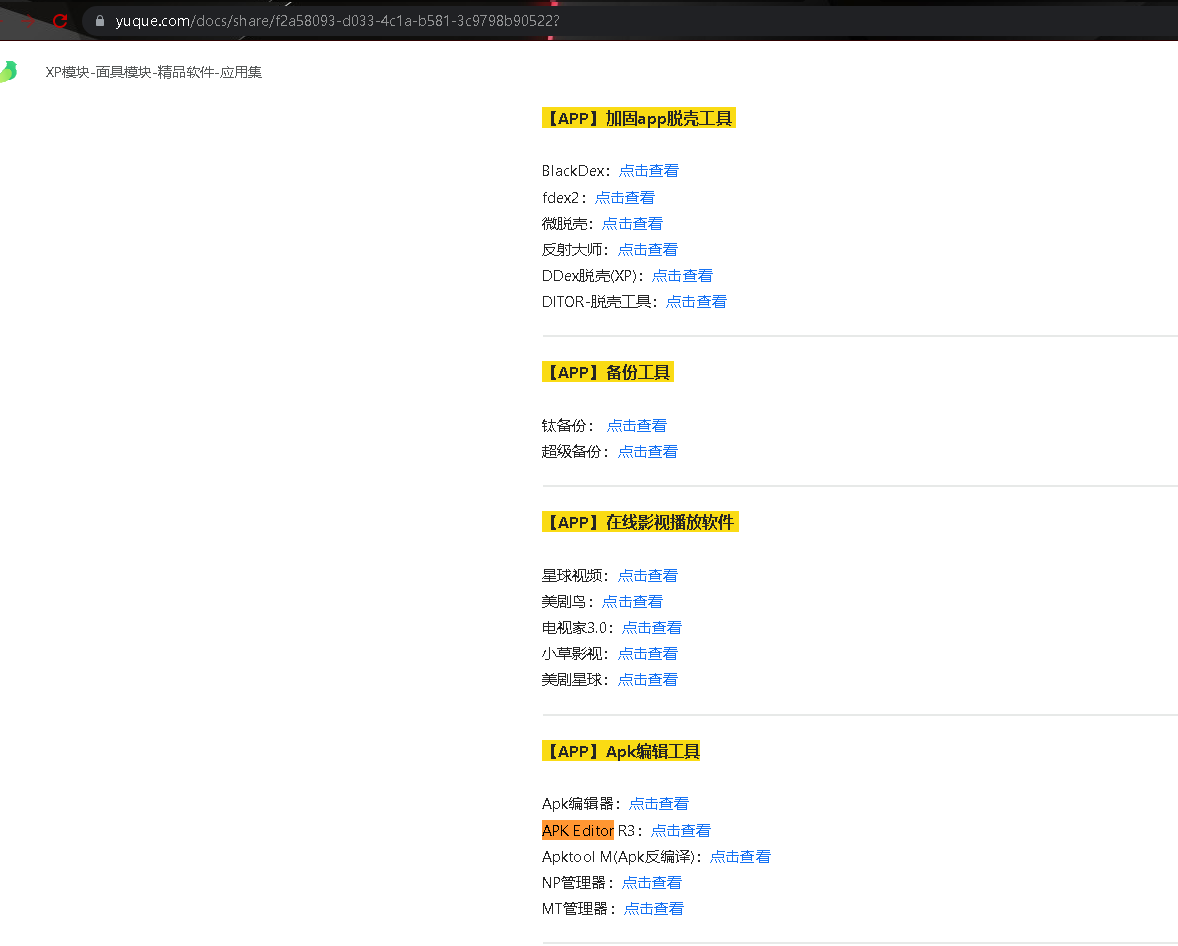 yuque.com/docs/share/f2a58093-d033-4c1a-b581-3c9798b90522?
XP模块-面具模块-精品软件-应用集
【APP】加固app脱壳工具
BlackDex：点击查看
fdex2：点击查看
微脱壳：点击查看
反射大师：点击查看
DDex脱壳(XP)：点击查看
DITOR-脱壳工具：点击查看
【APP】备份工具
钛备份： 点击查看
超级备份：点击查看
【APP】在线影视播放软件
星球视频：点击查看
美剧鸟：点击查看
电视家3.0：点击查看
小草影视：点击查看
美剧星球：点击查看
【APP】Apk编辑工具
Apk编辑器：点击查看
APK Editor R3：点击查看
Apktool M(Apk反编译)：点击查看
NP管理器：点击查看
MT管理器：点击查看